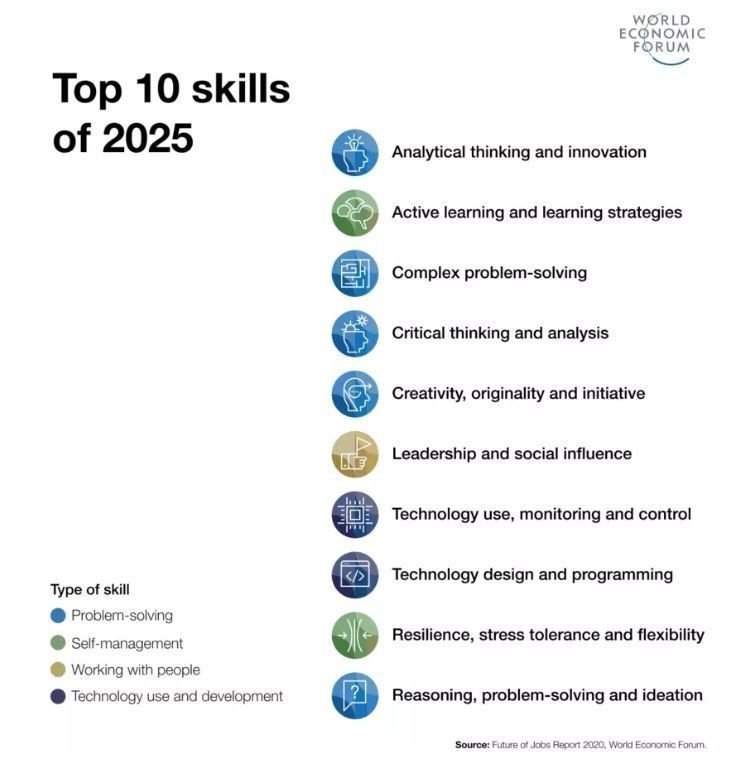 WORLD
ECONOMIC
FORUM
Top 10 skills
of 2025
Analytical thinking and innovation
Active learning and learning strategies
Complex problem-solving
Critical thinking and analysis
Creativity, originality and initiative
Leadership and social influence
Technology use, monitoring and control
Technology design and programming
</>
Resilience, stress tolerance and flexibility
?
Reasoning, problem-solving and ideation
Type of skill
Problem-solving
Self-management
Working with people
Technology use and development
Source: Future of Jobs Report 2020, World Economic Forum.